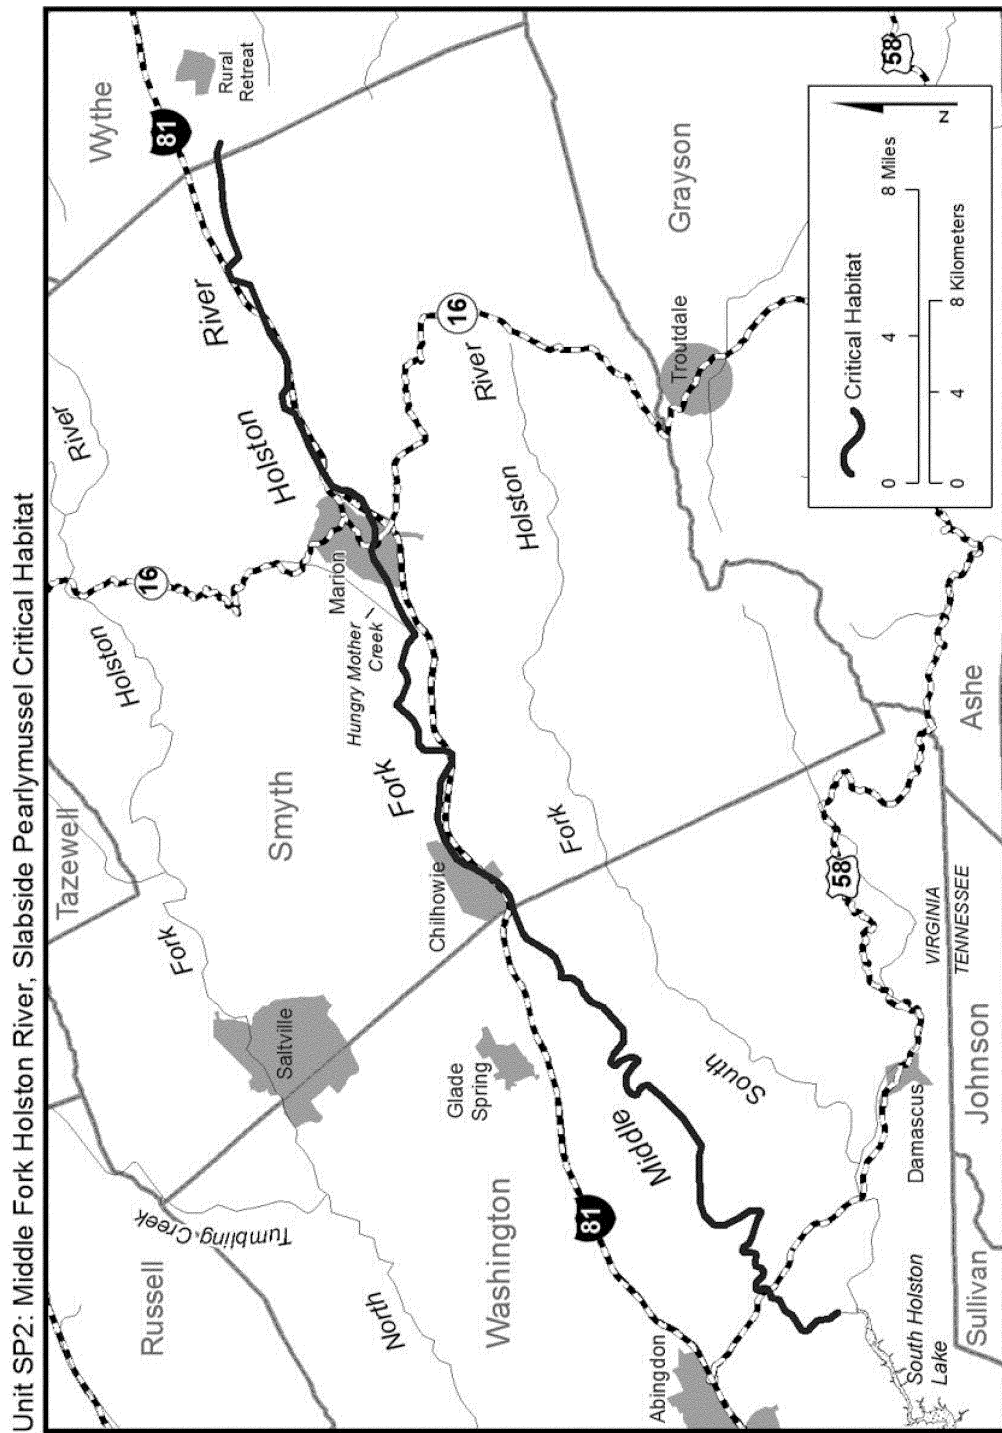 Unit SP2: Middle Fork Holston River, Slabside Pearlymussel Critical Habitat
Tazewell
Wythe
81
Rural
Retreat
River
16
Holston
Fork
Russell
Tumbling Creek
Saltville
Smyth
River
Holston
Marion
Hungry Mother
Creek
Fork
Chilhowie
Glade
Spring
North
Washington
81
Middle
16
River
Holston
Fork
South
Troutdale
Grayson
58
Abingdon
58
Damascus
South Holston
Lake
VIRGINIA
TENNESSEE
Sullivan
Johnson
Ashe
Critical Habitat
0 4 8 Miles
0 4 8 Kilometers
N